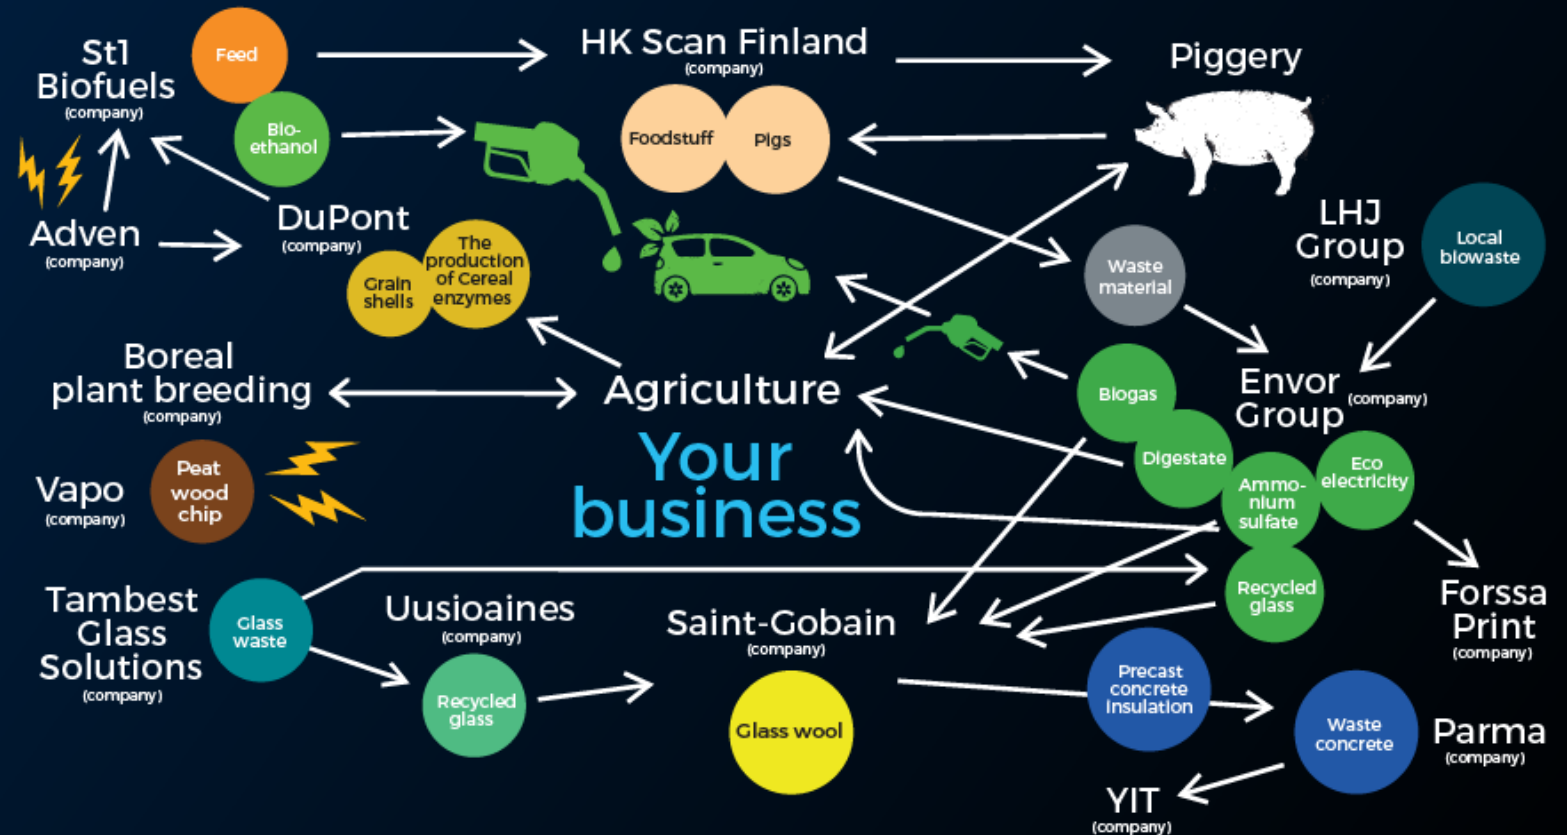 St1
Biofuels
(company)
Feed
Bio-
ethanol
HK Scan Finland
(company)
Foodstuff
Pigs
Piggery
Adven
(company)
DuPont
(company)
Grain
shells
The
production
of Cereal
enzymes
Waste
material
LHJ
Group
(company)
Local
biowaste
Boreal
plant breeding
(company)
Agriculture
Your
business
Biogas
Digestate
Ammo-
nium
sulfate
Eco
electricity
Recycled
glass
Envor
Group
(company)
Vapo
(company)
Peat
wood
chip
Tambest
Glass
Solutions
(company)
Glass
waste
Uusioaines
(company)
Recycled
glass
Saint-Gobain
(company)
Glass wool
Precast
concrete
insulation
Forssa
Print
(company)
Waste
concrete
Parma
(company)
YIT
(company)